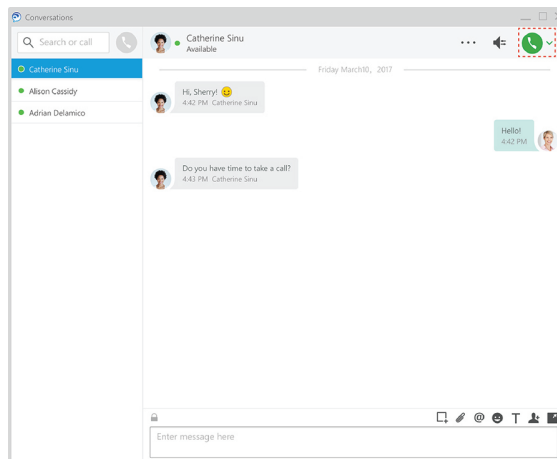 Conversations
Search or call
Catherine Sinu
Available
Catherine Sinu
Alison Cassidy
Adrian Delamico
Friday March10, 2017
Hi, Sherry!
4:42 PM Catherine Sinu
Hello!
4:42 PM
Do you have time to take a call?
4:43 PM Catherine Sinu
Enter message here